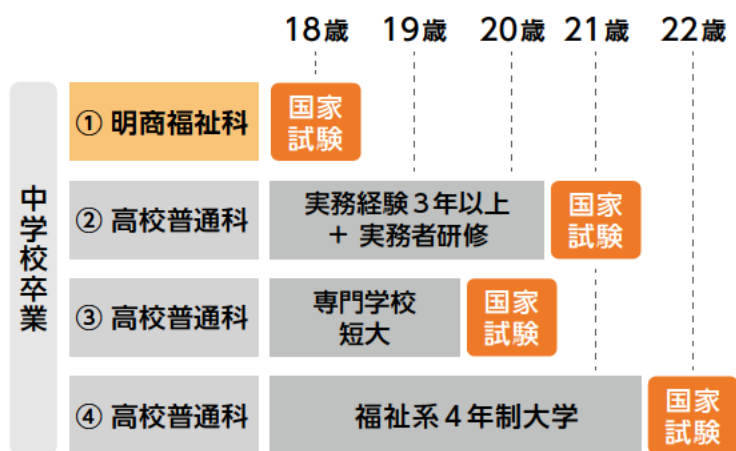 18歳 19歳 20歳 21歳 22歳
中学校卒業
① 明商福祉科
国家
試験
② 高校普通科
実務経験3年以上
+ 実務者研修
国家
試験
③ 高校普通科
専門学校
短大
国家
試験
④ 高校普通科
福祉系4年制大学
国家
試験